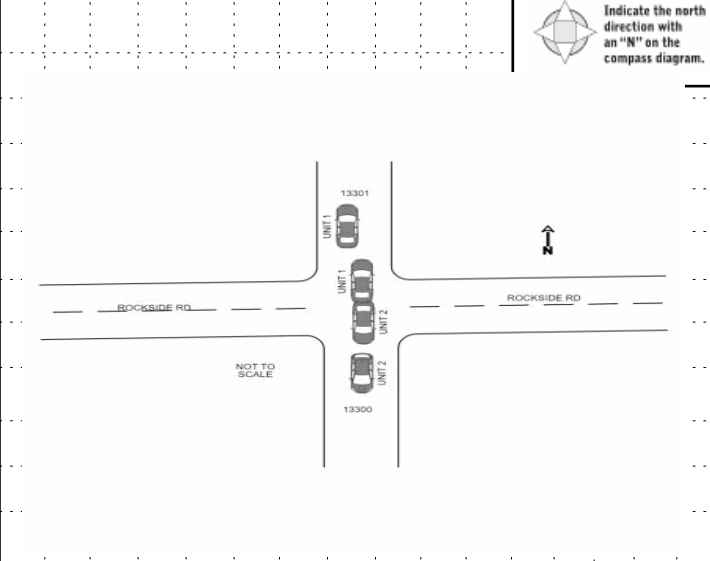 Indicate the north
direction with
an “N” on the
compass diagram.
13301
UNIT 1
N
UNIT 1
ROCKSIDE RD
ROCKSIDE RD
UNIT 2
NOT TO
SCALE
UNIT 2
13300